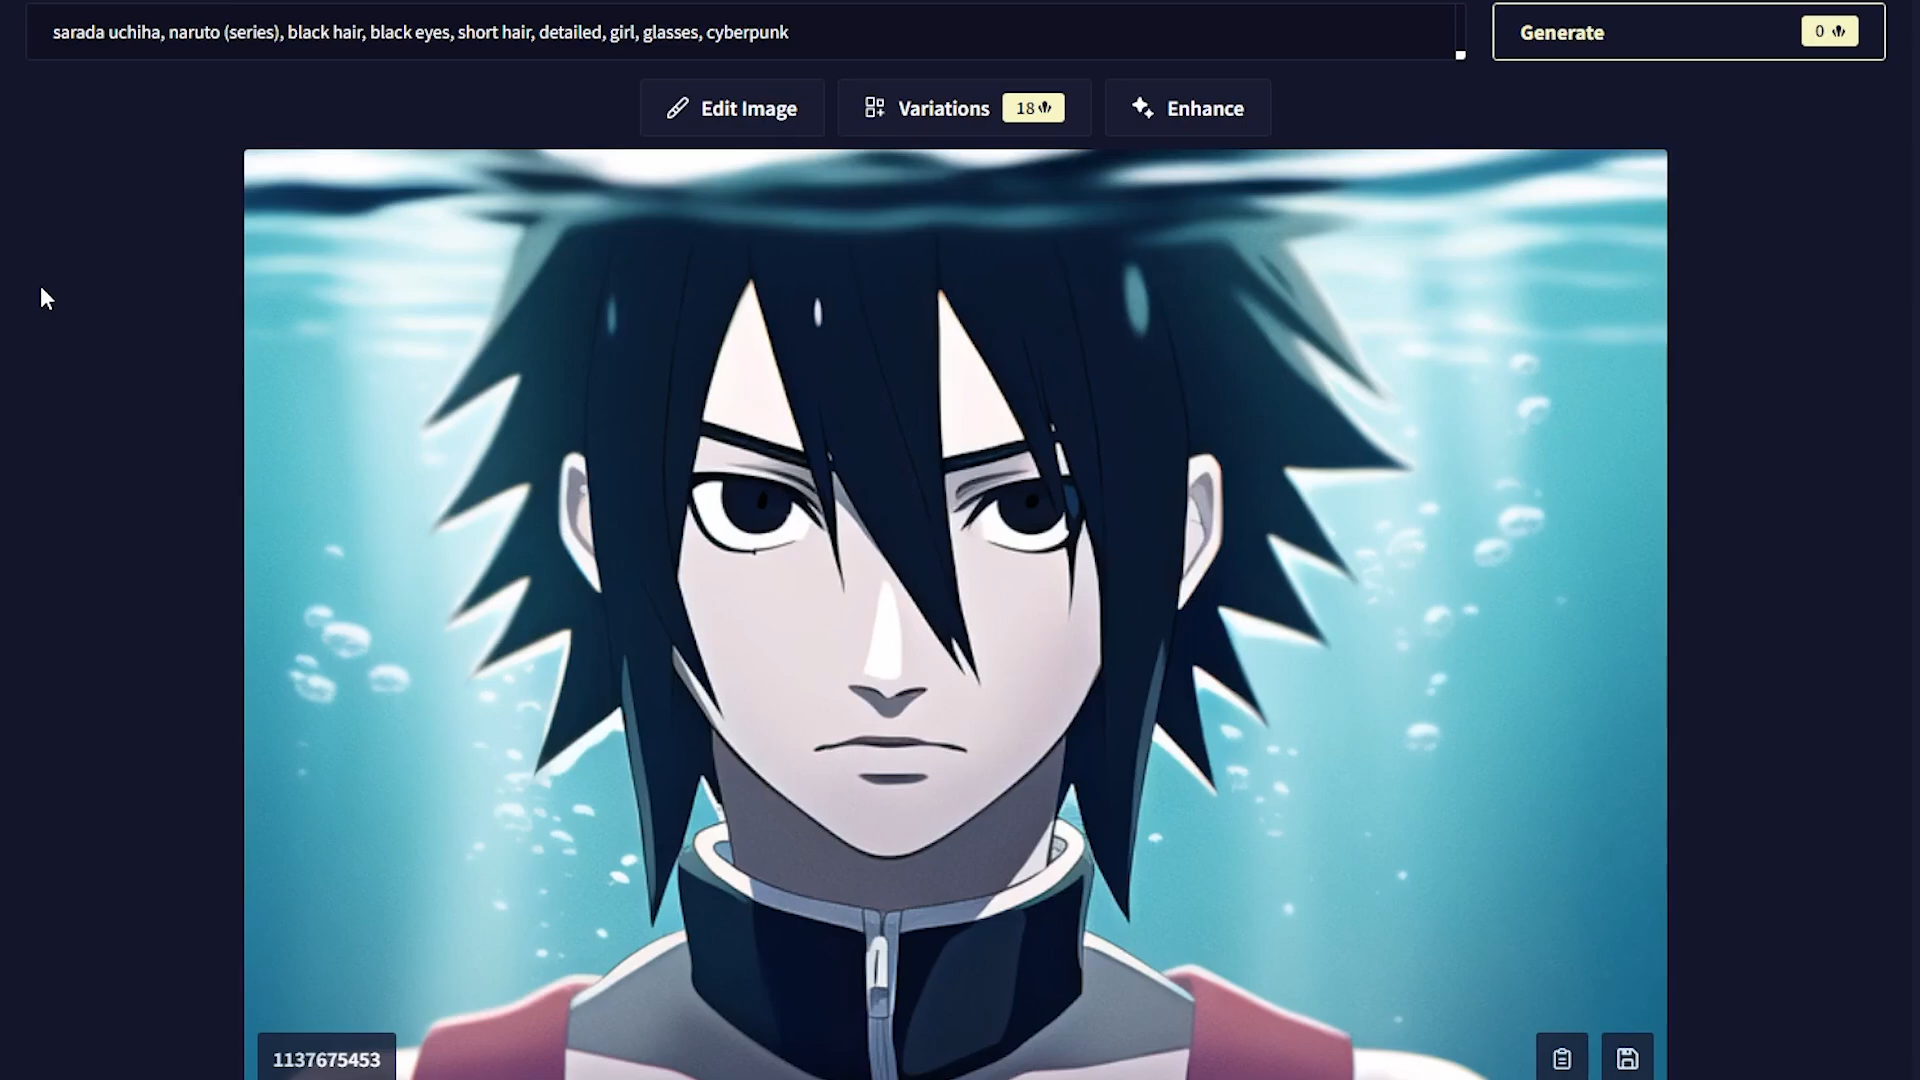 sarada uchiha, naruto (series), black hair, black eyes, short hair, detailed, girl, glasses, cyberpunk
Generate 0
Edit Image
Variations 18
Enhance
1137675453